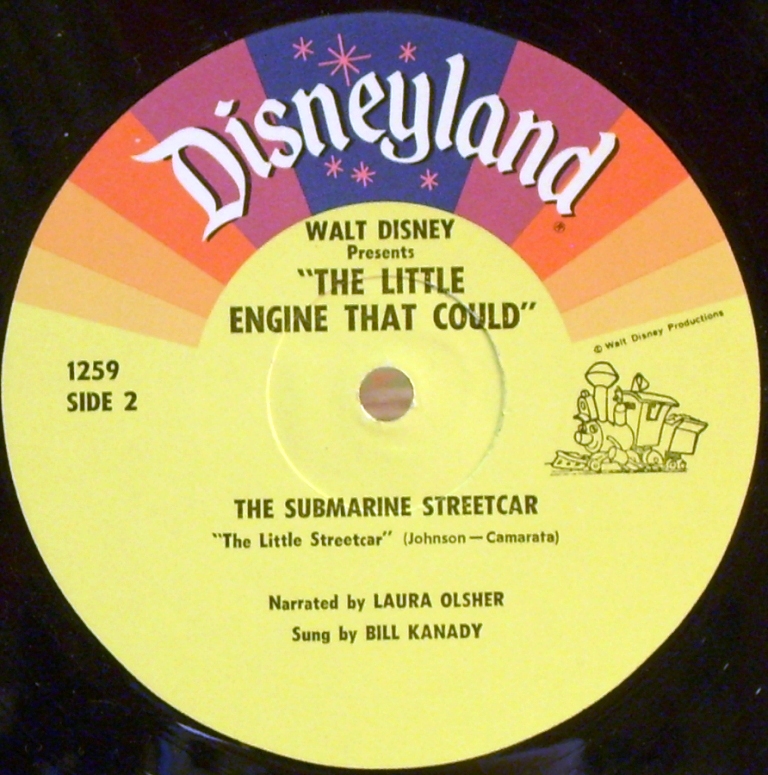 Disneyland®
WALT DISNEY
Presents
"THE LITTLE
ENGINE THAT COULD"
© Walt Disney Productions
1259
SIDE 2
THE SUBMARINE STREETCAR
"The Little Streetcar" (Johnson—Camarata)
Narrated by LAURA OLSHER
Sung by BILL KANADY